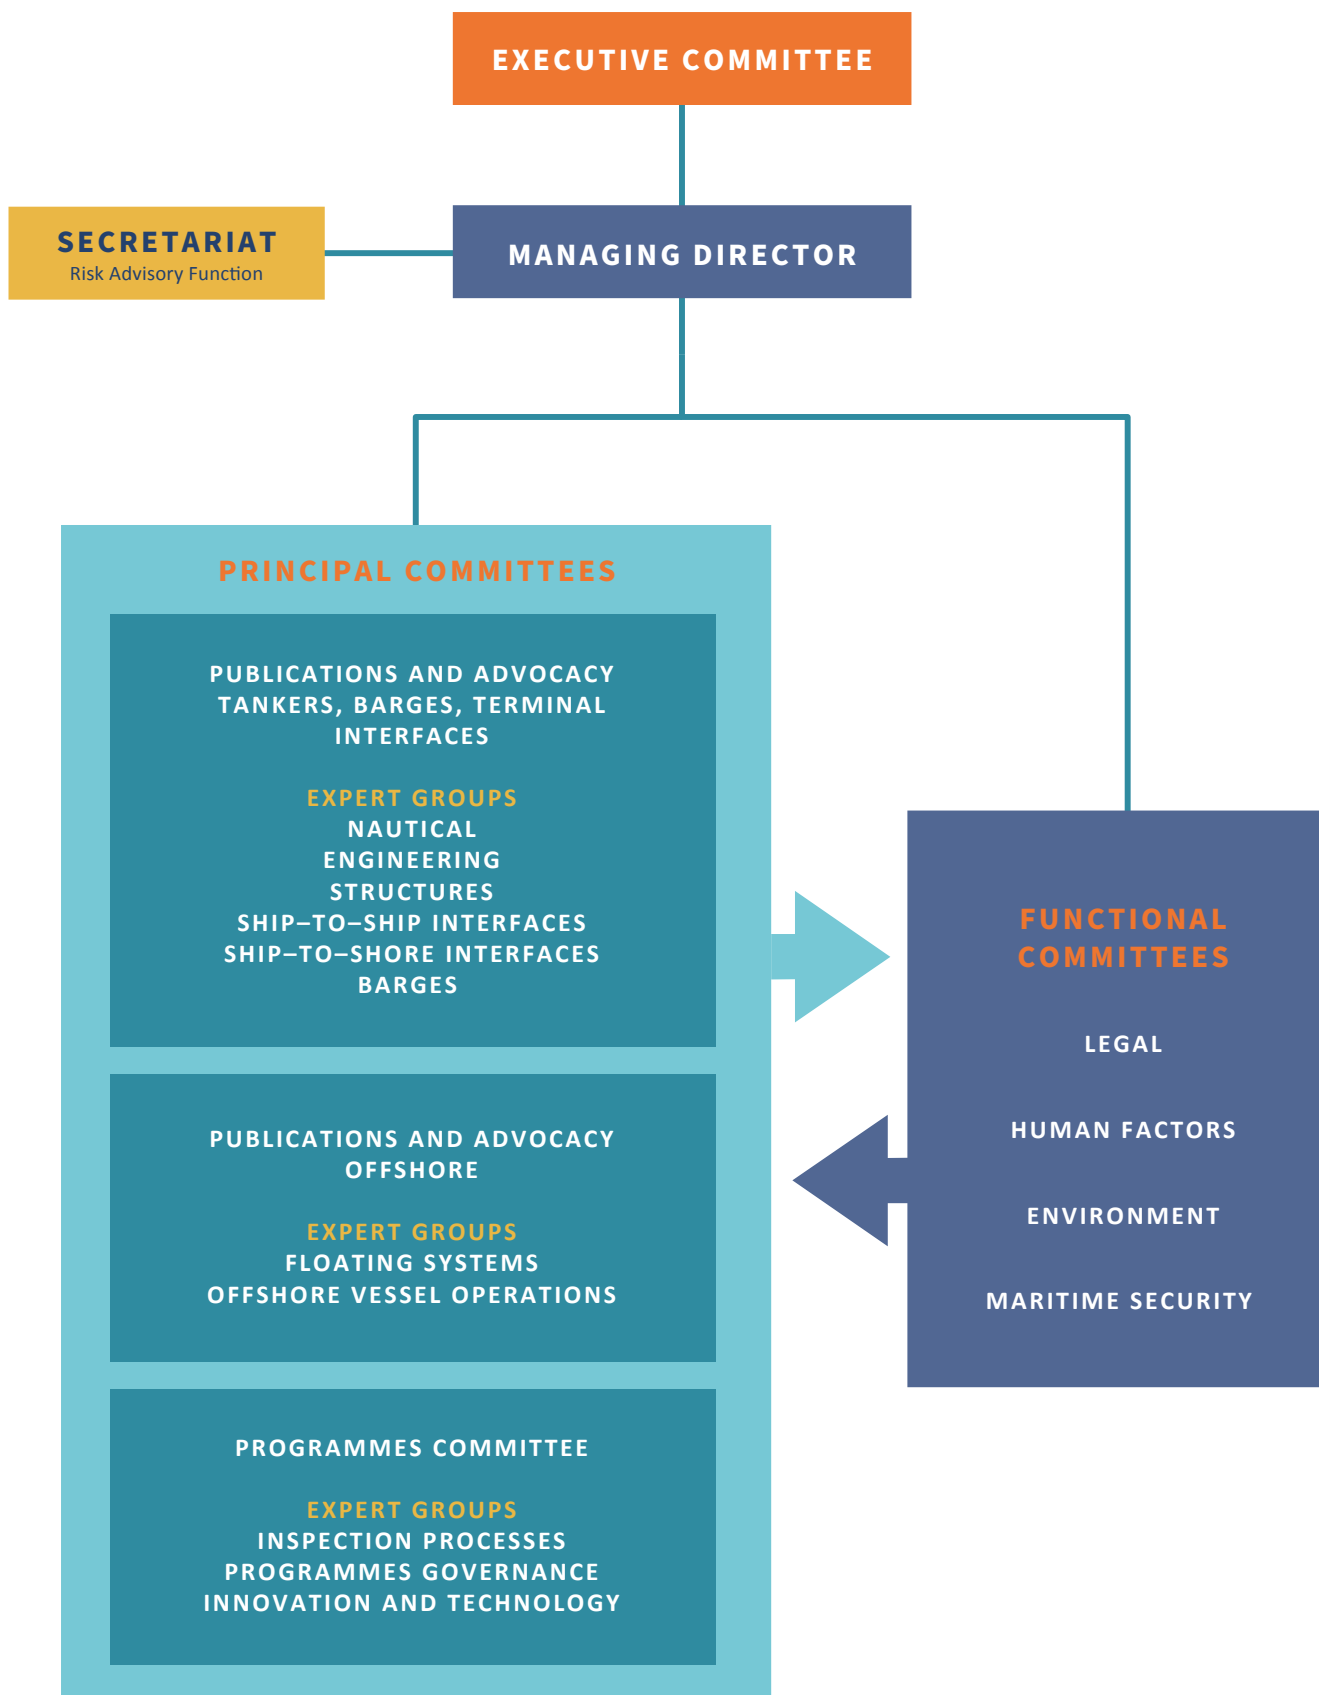 EXECUTIVE COMMITTEE
SECRETARIAT
Risk Advisory Function
MANAGING DIRECTOR
PRINCIPAL COMMITTEES
PUBLICATIONS AND ADVOCACY
TANKERS, BARGES, TERMINAL
INTERFACES
EXPERT GROUPS
NAUTICAL
ENGINEERING
STRUCTURES
SHIP–TO–SHIP INTERFACES
SHIP–TO–SHORE INTERFACES
BARGES
PUBLICATIONS AND ADVOCACY
OFFSHORE
EXPERT GROUPS
FLOATING SYSTEMS
OFFSHORE VESSEL OPERATIONS
PROGRAMMES COMMITTEE
EXPERT GROUPS
INSPECTION PROCESSES
PROGRAMMES GOVERNANCE
INNOVATION AND TECHNOLOGY
FUNCTIONAL
COMMITTEES
LEGAL
HUMAN FACTORS
ENVIRONMENT
MARITIME SECURITY